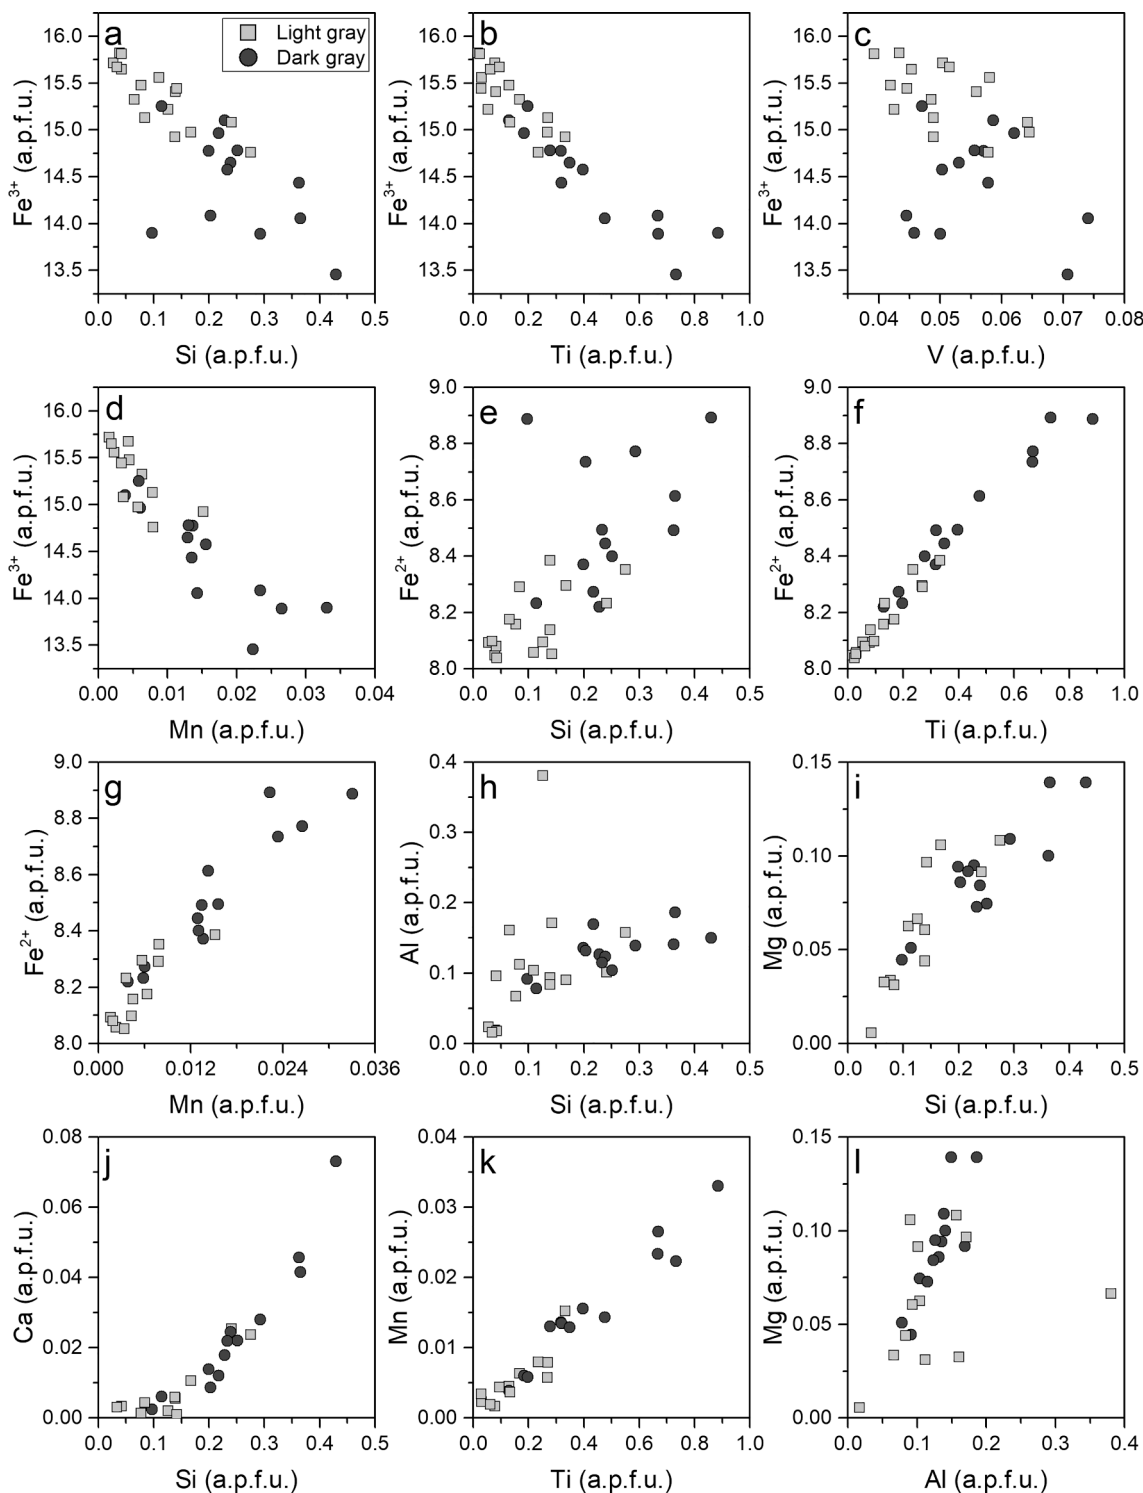 a
Light gray
Dark gray
16.0
15.5
15.0
14.5
14.0
13.5
Fe3+ (a.p.f.u.)
0.0 0.1 0.2 0.3 0.4 0.5
Si (a.p.f.u.)
b
16.0
15.5
15.0
14.5
14.0
13.5
Fe3+ (a.p.f.u.)
0.0 0.2 0.4 0.6 0.8 1.0
Ti (a.p.f.u.)
c
16.0
15.5
15.0
14.5
14.0
13.5
Fe3+ (a.p.f.u.)
0.04 0.05 0.06 0.07 0.08
V (a.p.f.u.)
d
16.0
15.5
15.0
14.5
14.0
13.5
Fe3+ (a.p.f.u.)
0.00 0.01 0.02 0.03 0.04
Mn (a.p.f.u.)
e
9.0
8.8
8.6
8.4
8.2
8.0
Fe2+ (a.p.f.u.)
0.0 0.1 0.2 0.3 0.4 0.5
Si (a.p.f.u.)
f
9.0
8.8
8.6
8.4
8.2
8.0
Fe2+ (a.p.f.u.)
0.0 0.2 0.4 0.6 0.8 1.0
Ti (a.p.f.u.)
g
9.0
8.8
8.6
8.4
8.2
8.0
Fe2+ (a.p.f.u.)
0.000 0.012 0.024 0.036
Mn (a.p.f.u.)
h
0.4
0.3
0.2
0.1
0.0
Al (a.p.f.u.)
0.0 0.1 0.2 0.3 0.4 0.5
Si (a.p.f.u.)
i
0.15
0.10
0.05
0.00
Mg (a.p.f.u.)
0.0 0.1 0.2 0.3 0.4 0.5
Si (a.p.f.u.)
j
0.08
0.06
0.04
0.02
0.00
Ca (a.p.f.u.)
0.0 0.1 0.2 0.3 0.4 0.5
Si (a.p.f.u.)
k
0.04
0.03
0.02
0.01
0.00
Mn (a.p.f.u.)
0.0 0.2 0.4 0.6 0.8 1.0
Ti (a.p.f.u.)
l
0.15
0.10
0.05
0.00
Mg (a.p.f.u.)
0.0 0.1 0.2 0.3 0.4
Al (a.p.f.u.)